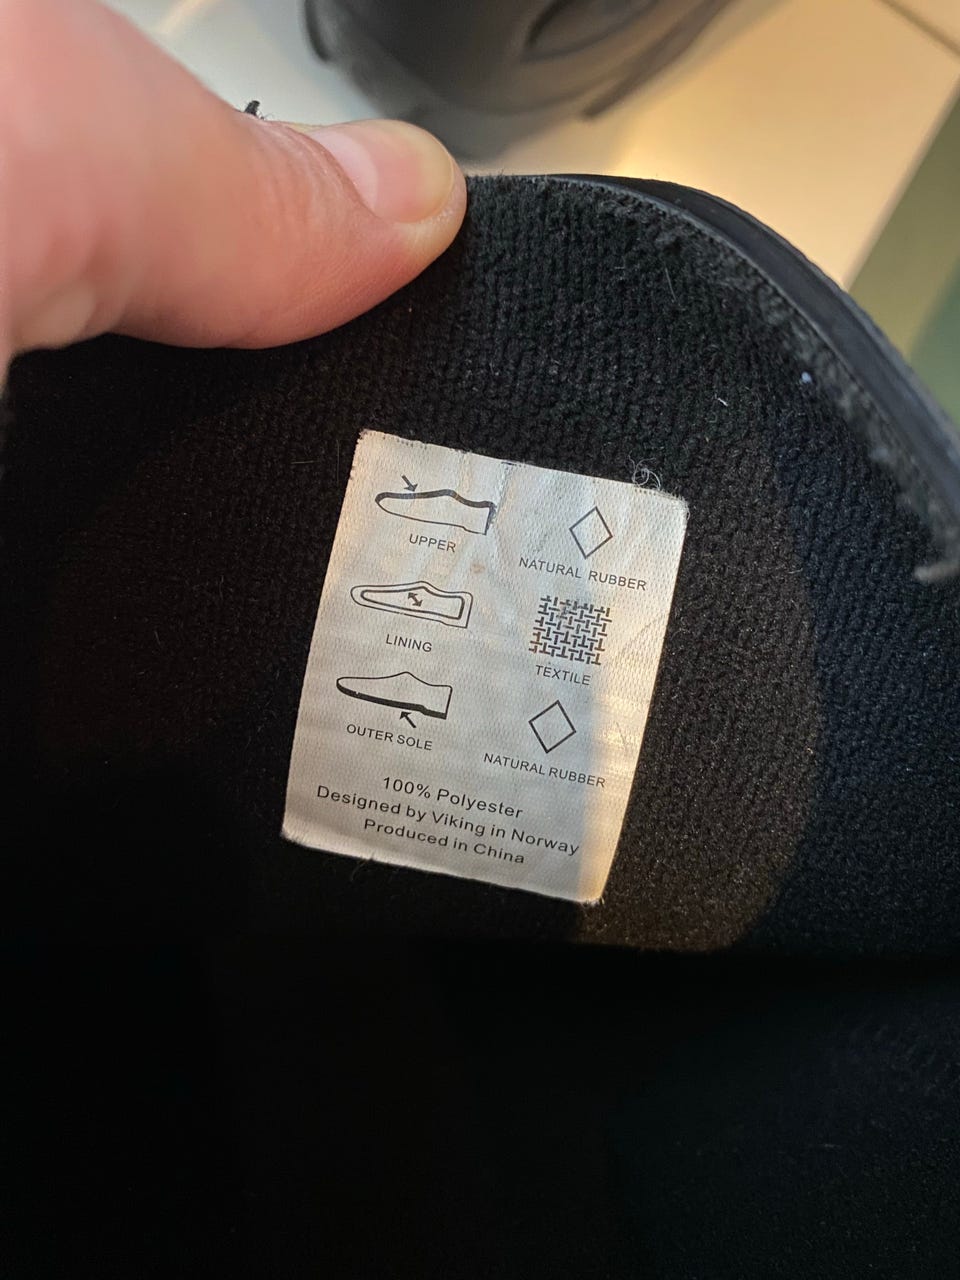 UPPER
NATURAL RUBBER
LINING
TEXTILE
OUTER SOLE
NATURAL RUBBER
100% Polyester
Designed by Viking in Norway
Produced in China